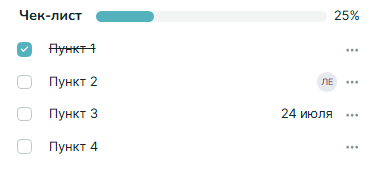 Чек-лист 25%
Пункт 1
Пункт 2 ЛЕ
Пункт 3 24 июля
Пункт 4